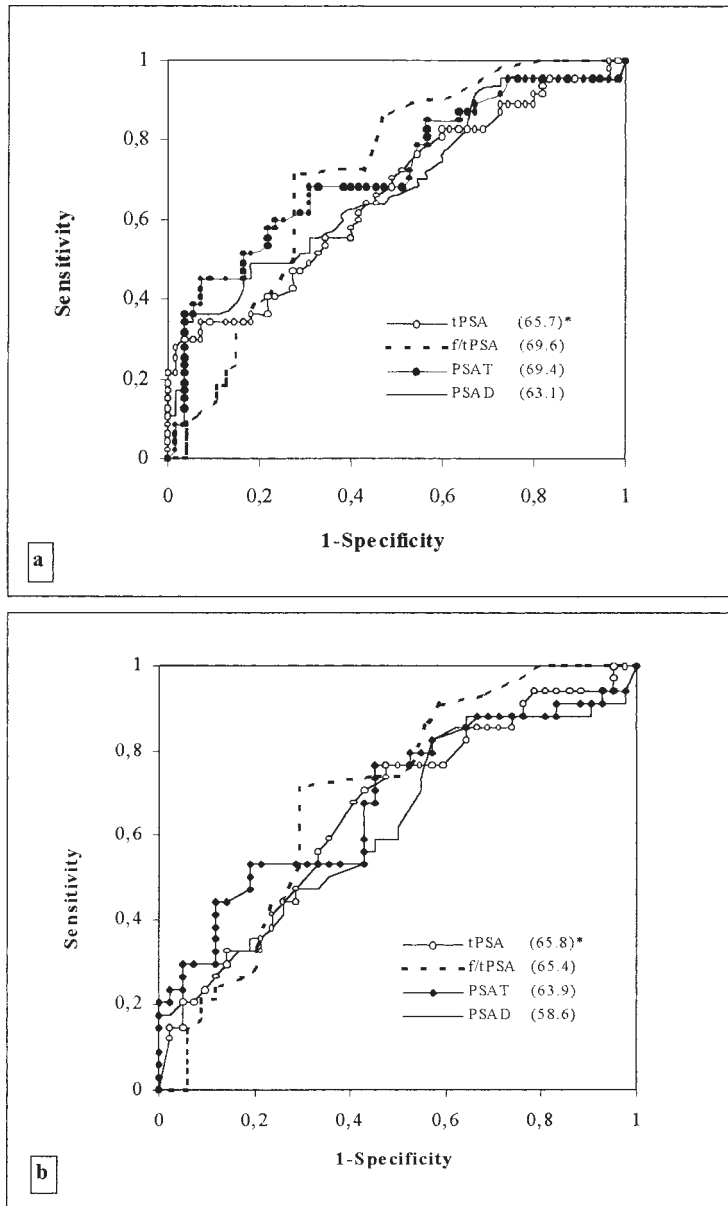 1
0,8
0,6
0,4
0,2
0
Sensitivity
tPSA (65.7)*
f/tPSA (69.6)
PSAT (69.4)
PSAD (63.1)
0 0,2 0,4 0,6 0,8 1
1-Specificity
a
1
0,8
0,6
0,4
0,2
0
Sensitivity
tPSA (65.8)*
f/tPSA (65.4)
PSAT (63.9)
PSAD (58.6)
0 0,2 0,4 0,6 0,8 1
1-Specificity
b